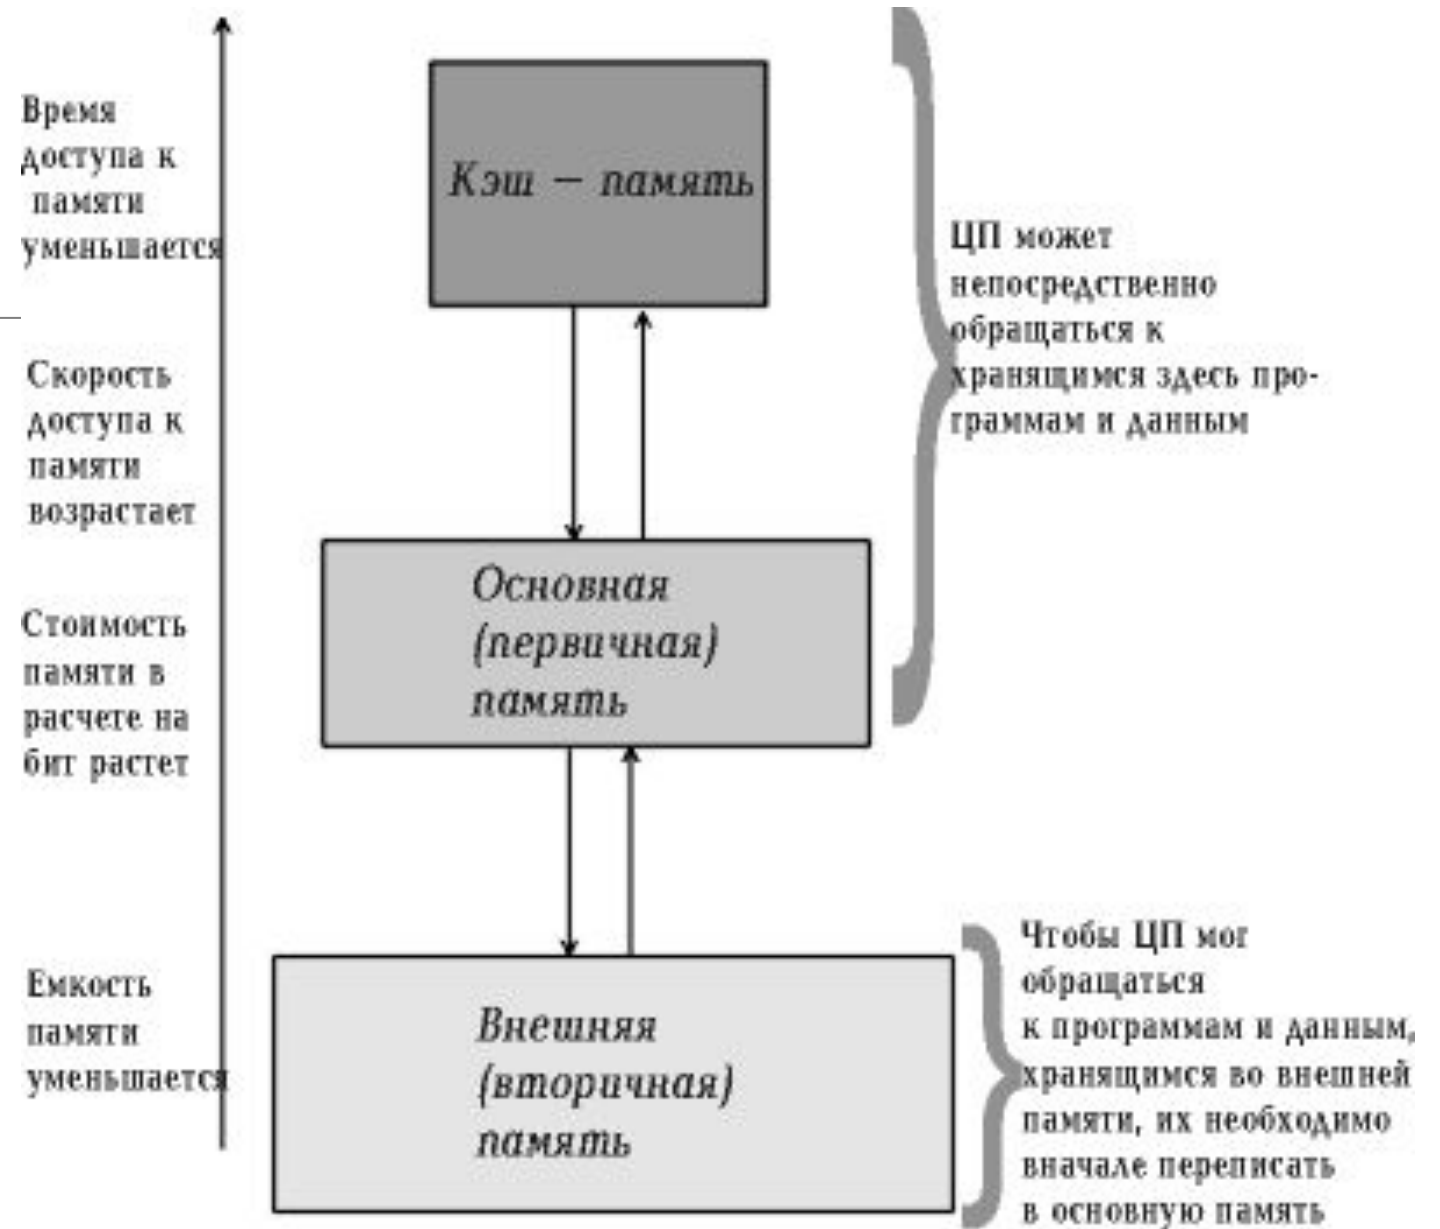 Время
доступа к
памяти
уменьшается
Скорость
доступа к
памяти
возрастает
Стоимость
памяти в
расчете на
бит растет
Емкость
памяти
уменьшается
Кэш – память
Основная
(первичная)
память
Внешняя
(вторичная)
память
ЦП может
непосредственно
обращаться к
хранящимся здесь про-
граммам и данным
Чтобы ЦП мог
обращаться
к программам и данным,
хранящимся во внешней
памяти, их необходимо
вначале переписать
в основную память